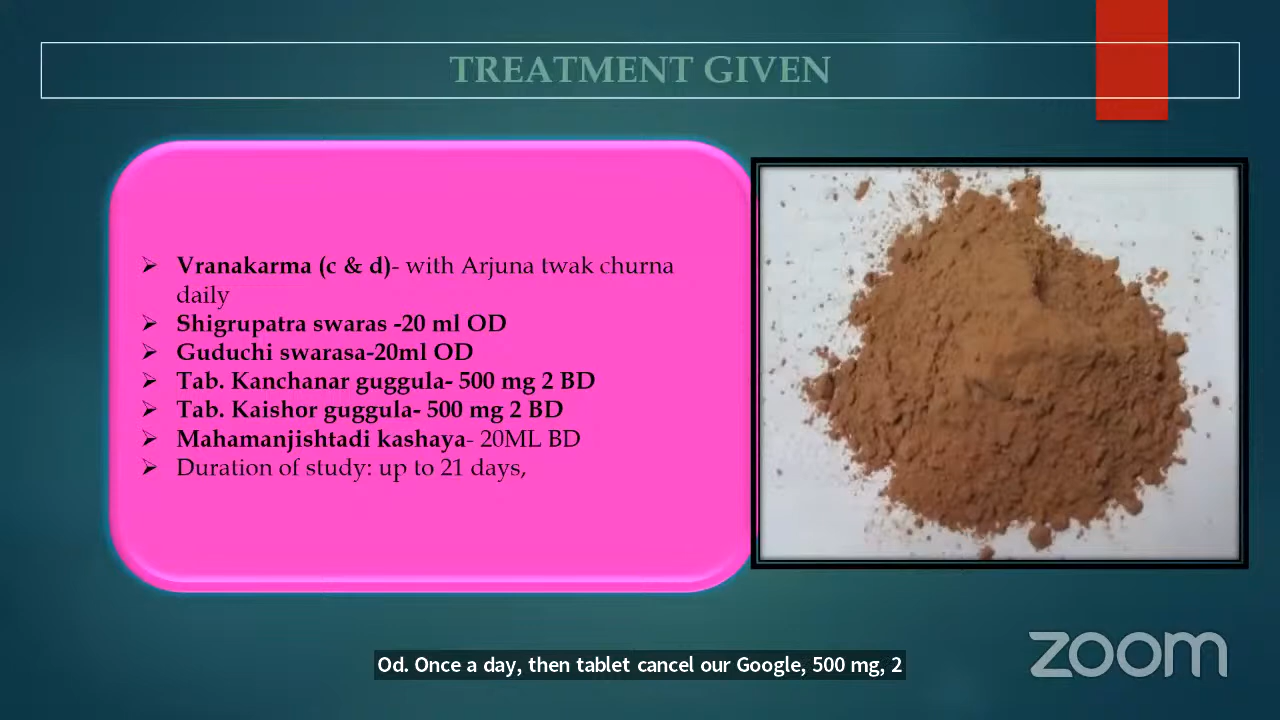 TREATMENT GIVEN
➢ Vranakarma (c & d)- with Arjuna twak churna
daily
➢ Shigrupatra swaras -20 ml OD
➢ Guduchi swarasa-20ml OD
➢ Tab. Kanchanar guggula- 500 mg 2 BD
➢ Tab. Kaishor guggula- 500 mg 2 BD
➢ Mahamanjishtadi kashaya- 20ML BD
➢ Duration of study: up to 21 days,
Od. Once a day, then tablet cancel our Google, 500 mg, 2
zoom